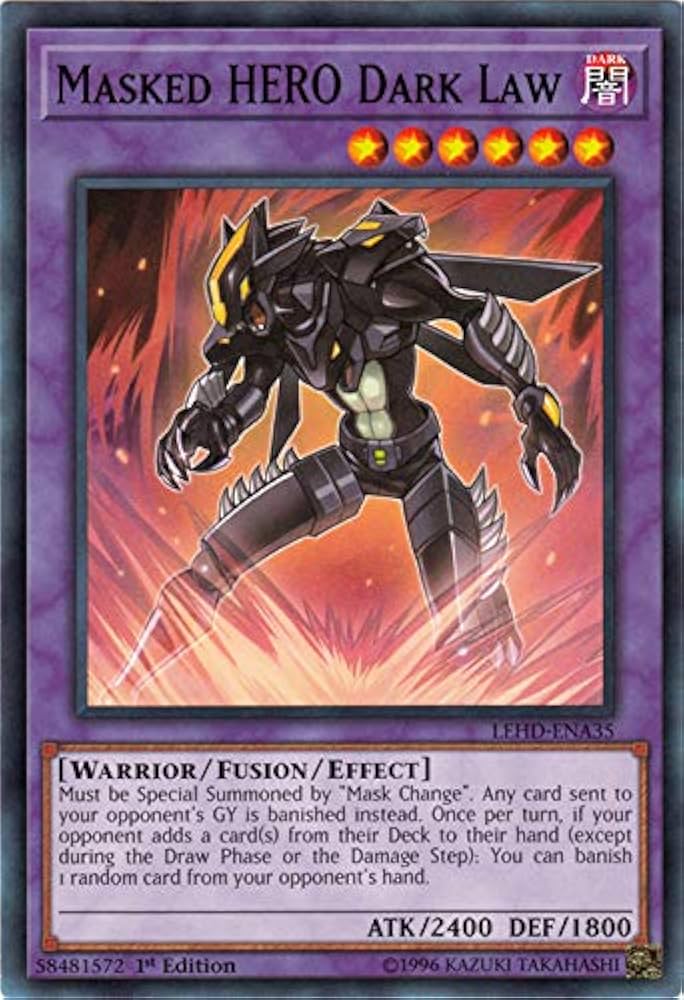 Masked HERO Dark Law
DARK
闇
LEHD-ENA35
[Warrior/Fusion/Effect]
Must be Special Summoned by "Mask Change". Any card sent to
your opponent's GY is banished instead. Once per turn, if your
opponent adds a card(s) from their Deck to their hand (except
during the Draw Phase or the Damage Step): You can banish
1 random card from your opponent's hand.
ATK/2400 DEF/1800
58481572 1st Edition ©1996 KAZUKI TAKAHASHI